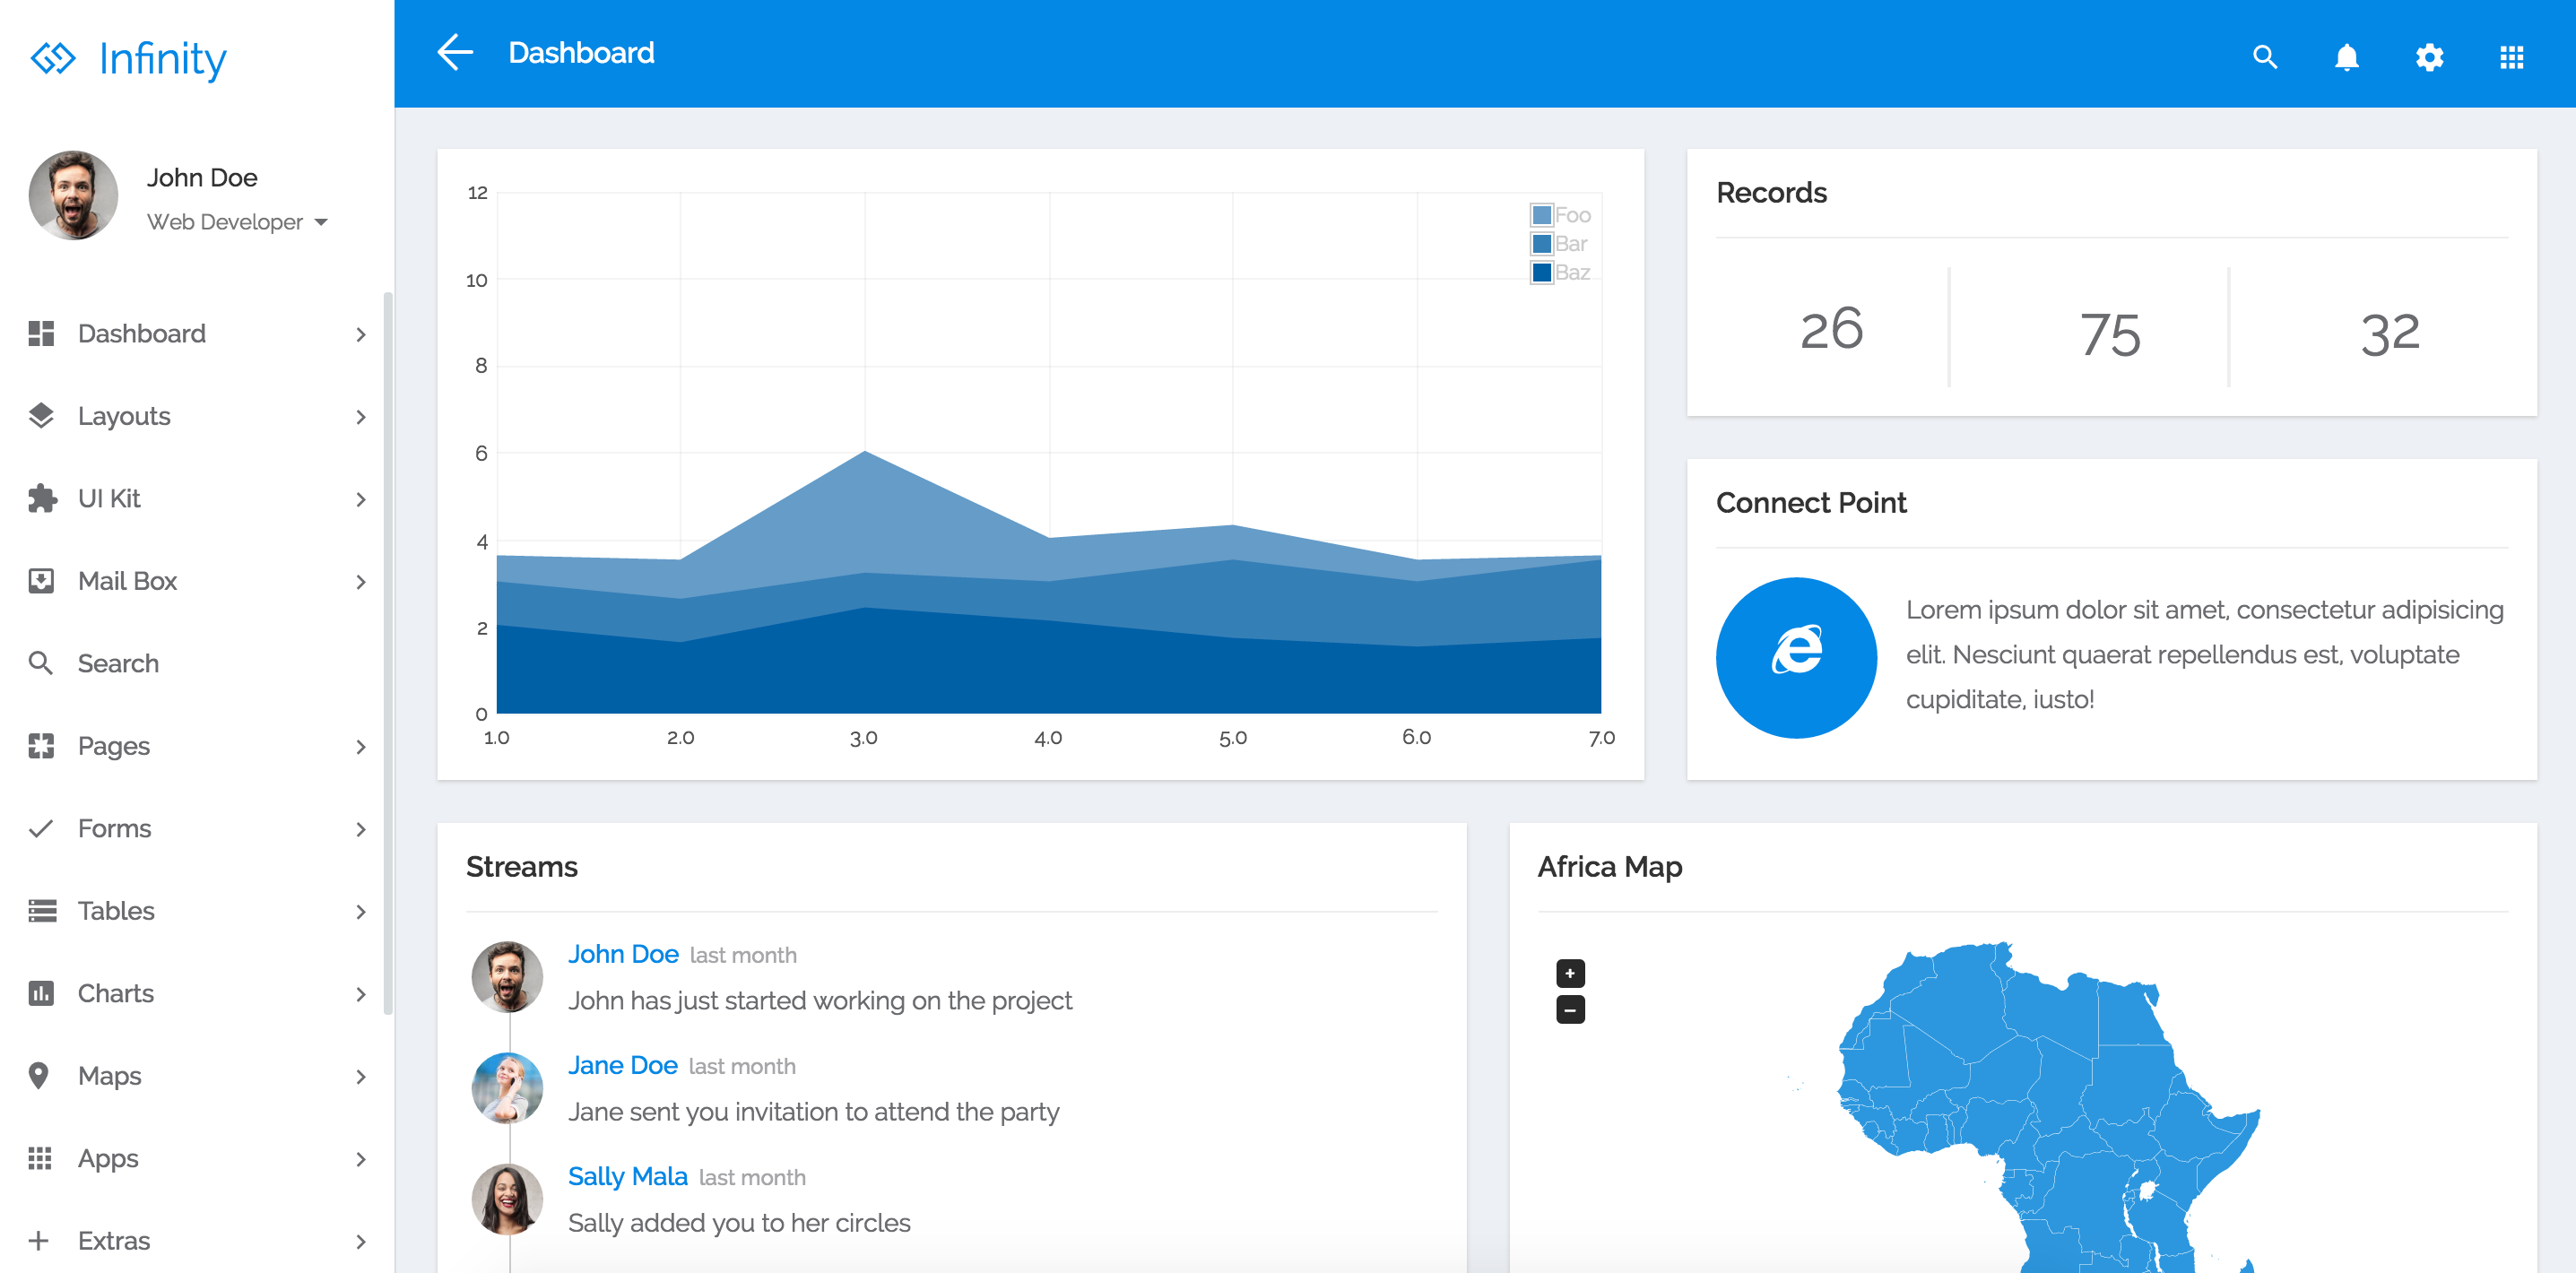 Infinity
John Doe
Web Developer
Dashboard
Layouts
UI Kit
Mail Box
Search
Pages
Forms
Tables
Charts
Maps
Apps
Extras
Dashboard
12
10
8
6
4
2
0
1.0 2.0 3.0 4.0 5.0 6.0 7.0
Foo
Bar
Baz
Records
26 75 32
Connect Point
Lorem ipsum dolor sit amet, consectetur adipisicing
elit. Nesciunt quaerat repellendus est, voluptate
cupiditate, iusto!
Streams
John Doe last month
John has just started working on the project
Jane Doe last month
Jane sent you invitation to attend the party
Sally Mala last month
Sally added you to her circles
Africa Map
+
−